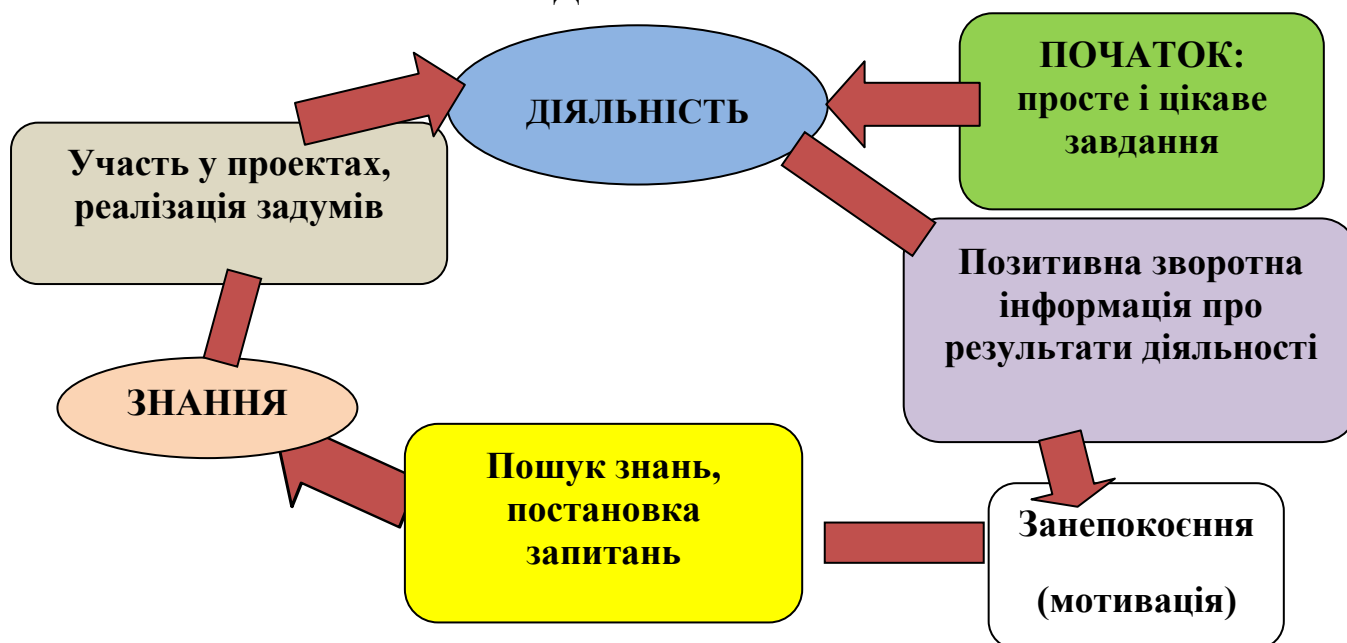 ДІЯЛЬНІСТЬ
ПОЧАТОК:
просте і цікаве
завдання
Участь у проектах,
реалізація задумів
Позитивна зворотна
інформація про
результати діяльності
ЗНАННЯ
Пошук знань,
постановка
запитань
Занепокоєння
(мотивація)